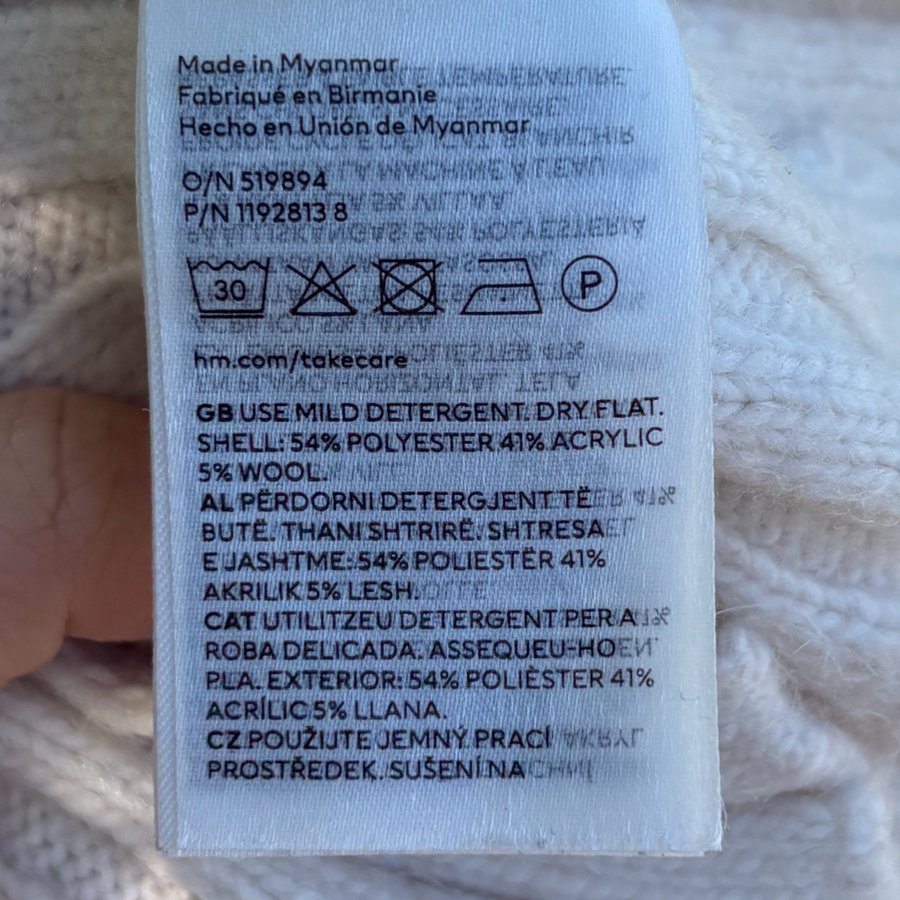 Made in Myanmar
Fabriqué en Birmanie
Hecho en Unión de Myanmar
O/N 519894
P/N 1192813 8
30 P
hm.com/takecare
GB USE MILD DETERGENT. DRY FLAT.
SHELL: 54% POLYESTER 41% ACRYLIC
5% WOOL.
AL PËRDORNI DETERGJENT TË
BUTË. THANI SHTRIRË. SHTRESA
E JASHTME: 54% POLIESTËR 41%
AKRILIK 5% LESH.
CAT UTILITZEU DETERGENT PER A
ROBA DELICADA. ASSEQUEU-HO EN
PLA. EXTERIOR: 54% POLIÈSTER 41%
ACRÍLIC 5% LLANA.
CZ POUŽIJTE JEMNÝ PRACÍ
PROSTŘEDEK. SUŠENÍ NA